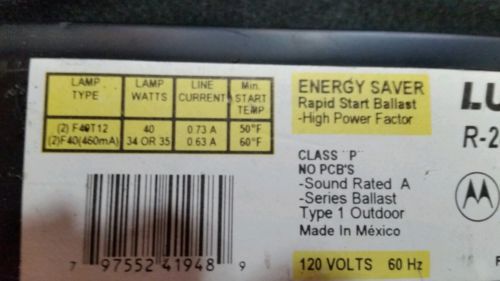 LAMP TYPE LAMP WATTS LINE CURRENT Min. START TEMP
(2) F40T12 40 0.73 A 50°F
(2)F40(460mA) 34 OR 35 0.63 A 60°F
ENERGY SAVER
Rapid Start Ballast
-High Power Factor
CLASS "P"
NO PCB'S
-Sound Rated A
-Series Ballast
Type 1 Outdoor
Made In México
120 VOLTS 60 Hz
7 97552 41948 9
R-2